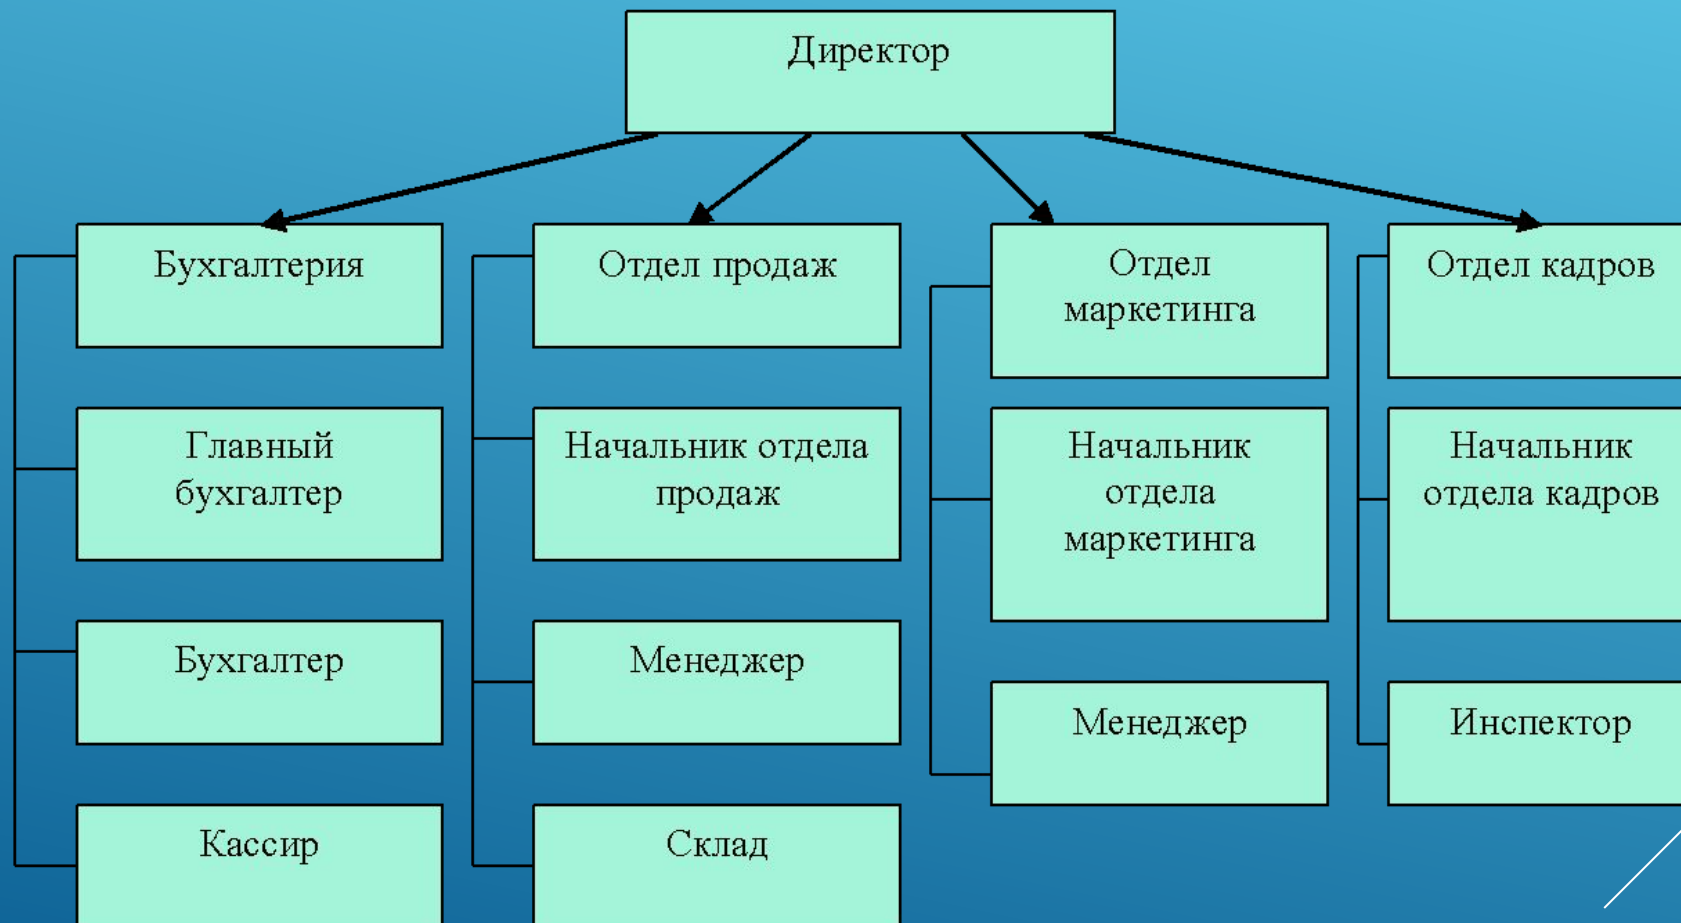 Директор
Бухгалтерия
Отдел продаж
Отдел
маркетинга
Отдел кадров
Главный
бухгалтер
Начальник отдела
продаж
Начальник
отдела
маркетинга
Начальник
отдела кадров
Бухгалтер
Менеджер
Менеджер
Инспектор
Кассир
Склад